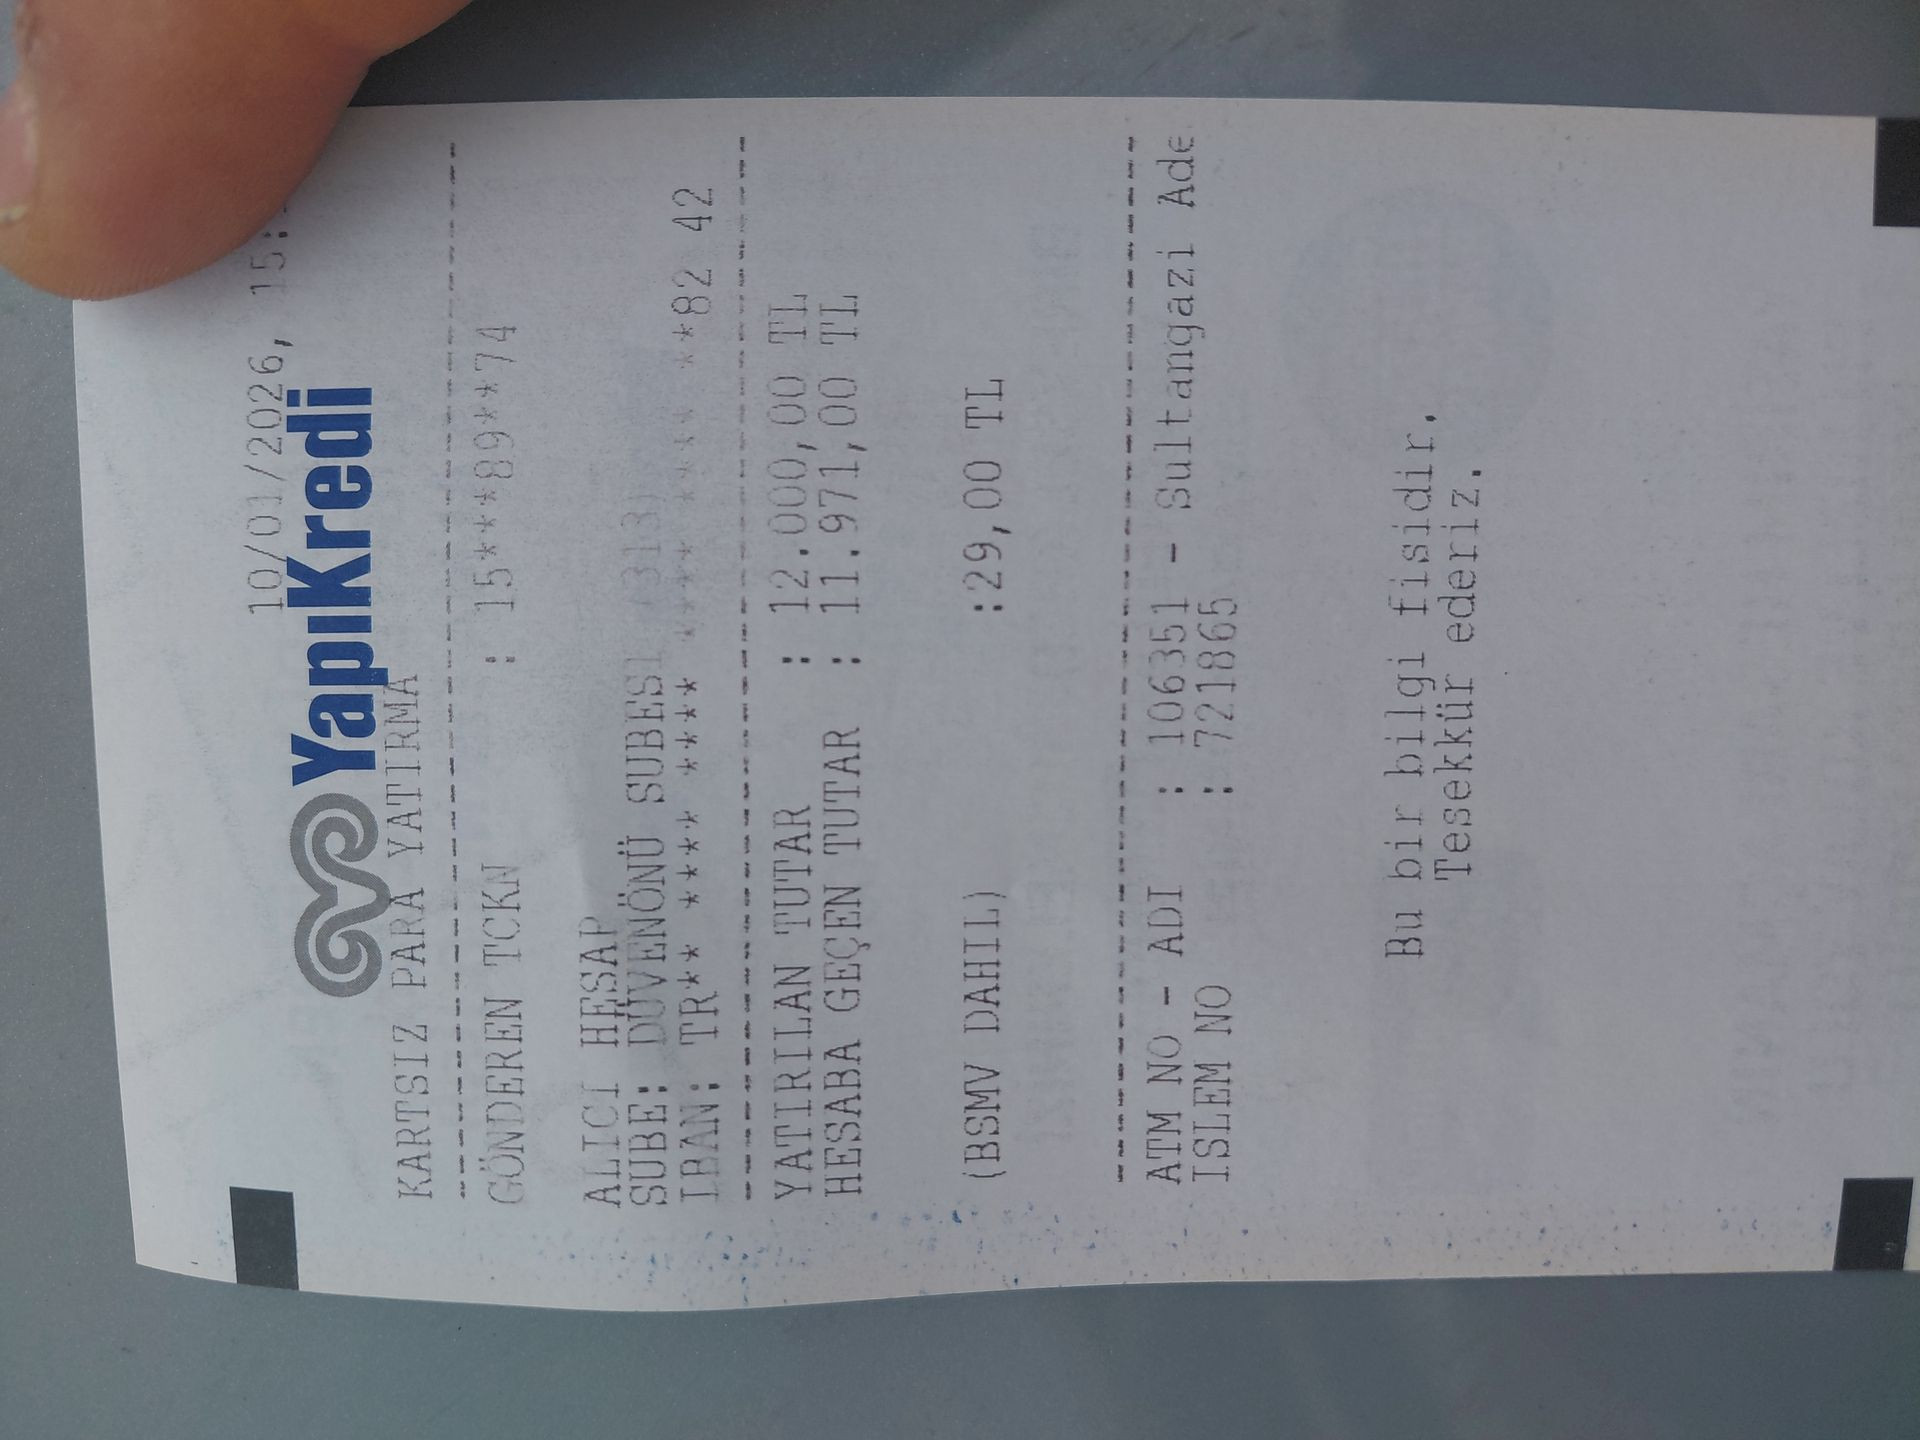 10/01/2026, 15:
YapıKredi
KARTSIZ PARA YATIRMA
GÖNDEREN TCKN : 15***89**74
ALICI HESAP
SUBE: DÜVENÖNÜ SUBESI (313)
IBAN: TR** **** **** **** **** **82 42
YATIRILAN TUTAR : 12.000,00 TL
HESABA GEÇEN TUTAR : 11.971,00 TL
(BSMV DAHIL) :29,00 TL
ATM NO - ADI : 106351 - Sultangazi Ade
ISLEM NO : 721865
Bu bir bilgi fisidir.
Tesekkür ederiz.